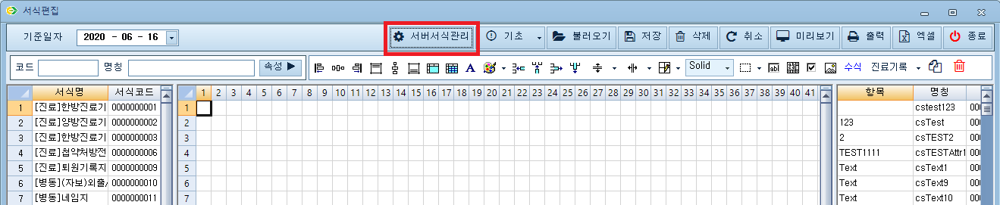 서식편집
기준일자 2020 - 06 - 16 서버서식관리 기초 불러오기 저장 삭제 취소 미리보기 출력 엑셀 종료
코드 명칭 속성 ▶ A Solid ab 수식 진료기록
서식명 서식코드 1 2 3 4 5 6 7 8 9 10 11 12 13 14 15 16 17 18 19 20 21 22 23 24 25 26 27 28 29 30 31 32 33 34 35 36 37 38 39 40 41 항목 명칭
1 [진료]한방진료기 0000000001 1 cstest123 00
2 [진료]양방진료기 0000000002 2 123 csTest 00
3 [진료]한방진료기 0000000003 3 2 csTEST2 00
4 [진료]첩약처방전 0000000006 4 TEST1111 csTESTAttr1 00
5 [진료]퇴원기록지 0000000009 5 Text csText1 00
6 [병동](자보)외출/ 0000000010 6 Text csText9 00
7 [병동]네임지 0000000011 7 Text csText10 00